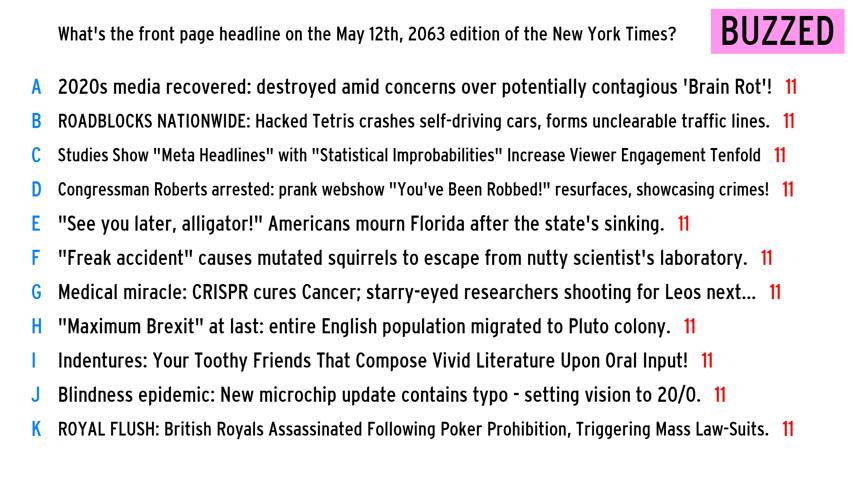 What's the front page headline on the May 12th, 2063 edition of the New York Times?
BUZZED
A 2020s media recovered: destroyed amid concerns over potentially contagious 'Brain Rot'! 11
B ROADBLOCKS NATIONWIDE: Hacked Tetris crashes self-driving cars, forms unclearable traffic lines. 11
C Studies Show "Meta Headlines" with "Statistical Improbabilities" Increase Viewer Engagement Tenfold 11
D Congressman Roberts arrested: prank webshow "You've Been Robbed!" resurfaces, showcasing crimes! 11
E "See you later, alligator!" Americans mourn Florida after the state's sinking. 11
F "Freak accident" causes mutated squirrels to escape from nutty scientist's laboratory. 11
G Medical miracle: CRISPR cures Cancer; starry-eyed researchers shooting for Leos next... 11
H "Maximum Brexit" at last: entire English population migrated to Pluto colony. 11
I Indentures: Your Toothy Friends That Compose Vivid Literature Upon Oral Input! 11
J Blindness epidemic: New microchip update contains typo - setting vision to 20/0. 11
K ROYAL FLUSH: British Royals Assassinated Following Poker Prohibition, Triggering Mass Law-Suits. 11